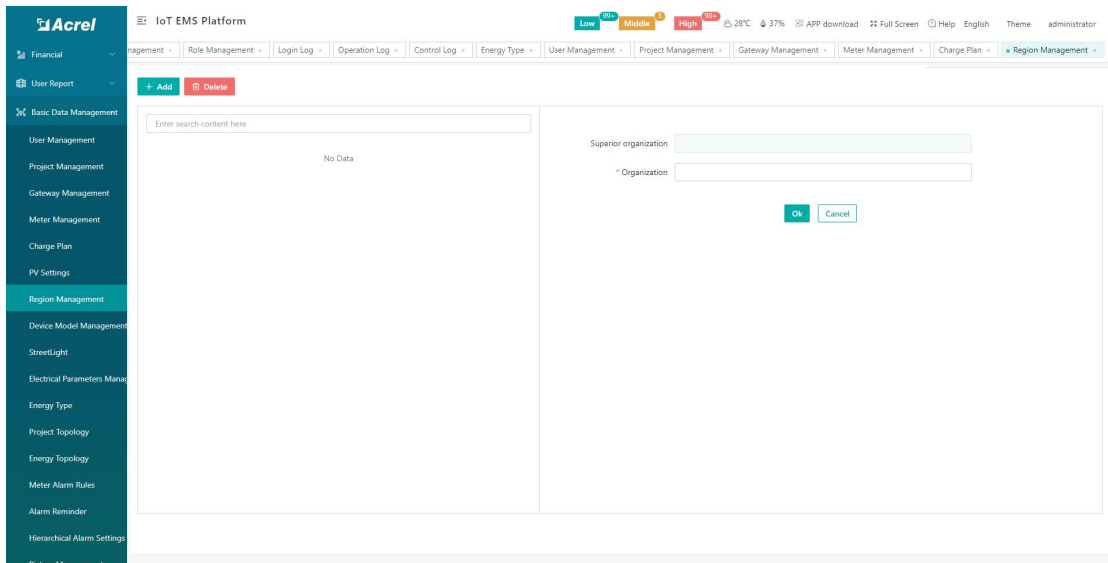 Acrel
IoT EMS Platform
Low 99+ Middle 3 High 99+ 28℃ 37% APP download Full Screen Help English Theme administrator
nagement × Role Management × Login Log × Operation Log × Control Log × Energy Type × User Management × Project Management × Gateway Management × Meter Management × Charge Plan × Region Management ×
Financial
User Report
Basic Data Management
User Management
Project Management
Gateway Management
Meter Management
Charge Plan
PV Settings
Region Management
Device Model Management
StreetLight
Electrical Parameters Manag
Energy Type
Project Topology
Energy Topology
Meter Alarm Rules
Alarm Reminder
Hierarchical Alarm Settings
+ Add Delete
Enter search content here
No Data
Superior organization
* Organization
Ok Cancel